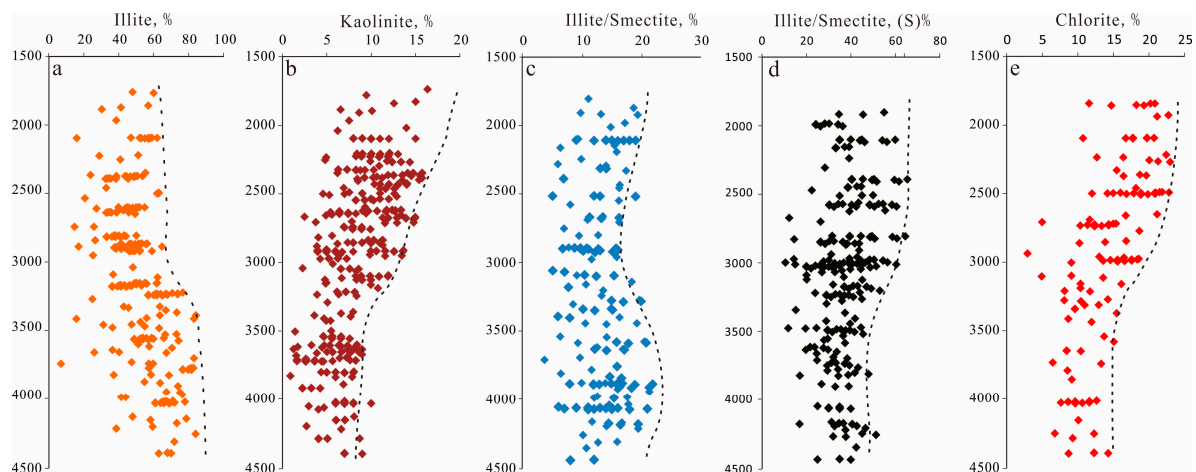 Illite, %
0 20 40 60 80 100
1500
2000
2500
3000
3500
4000
4500
a
Kaolinite, %
0 5 10 15 20
1500
2000
2500
3000
3500
4000
4500
b
Illite/Smectite, %
0 10 20 30
1500
2000
2500
3000
3500
4000
4500
c
Illite/Smectite, (S)%
0 20 40 60 80
1500
2000
2500
3000
3500
4000
4500
d
Chlorite, %
0 5 10 15 20 25
1500
2000
2500
3000
3500
4000
4500
e